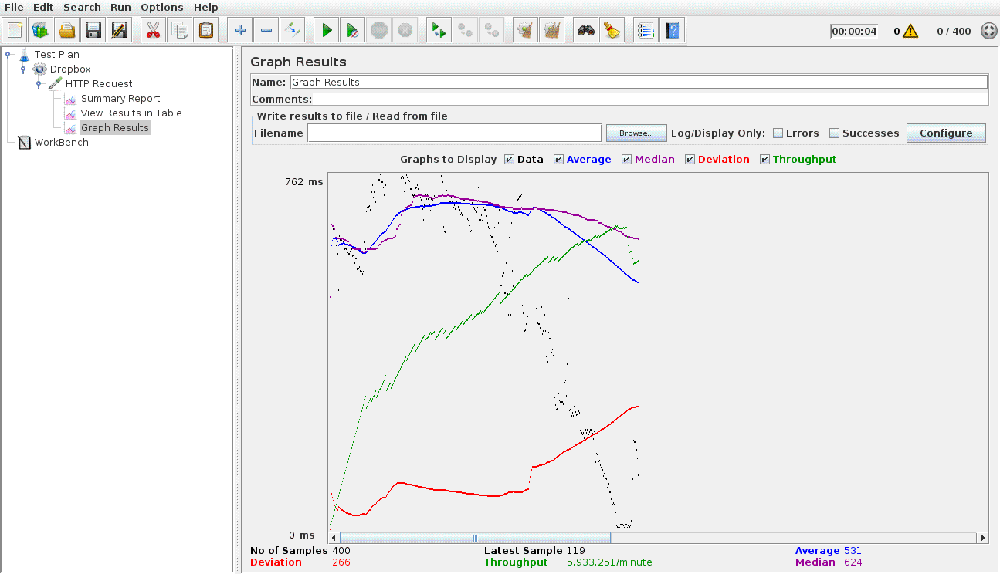 File Edit Search Run Options Help
00:00:04 0 0 / 400
Test Plan
Dropbox
HTTP Request
Summary Report
View Results in Table
Graph Results
WorkBench
Graph Results
Name: Graph Results
Comments:
Write results to file / Read from file
Filename Browse... Log/Display Only: Errors Successes Configure
Graphs to Display Data Average Median Deviation Throughput
762 ms
0 ms
No of Samples 400 Latest Sample 119 Average 531
Deviation 266 Throughput 5,933.251/minute Median 624